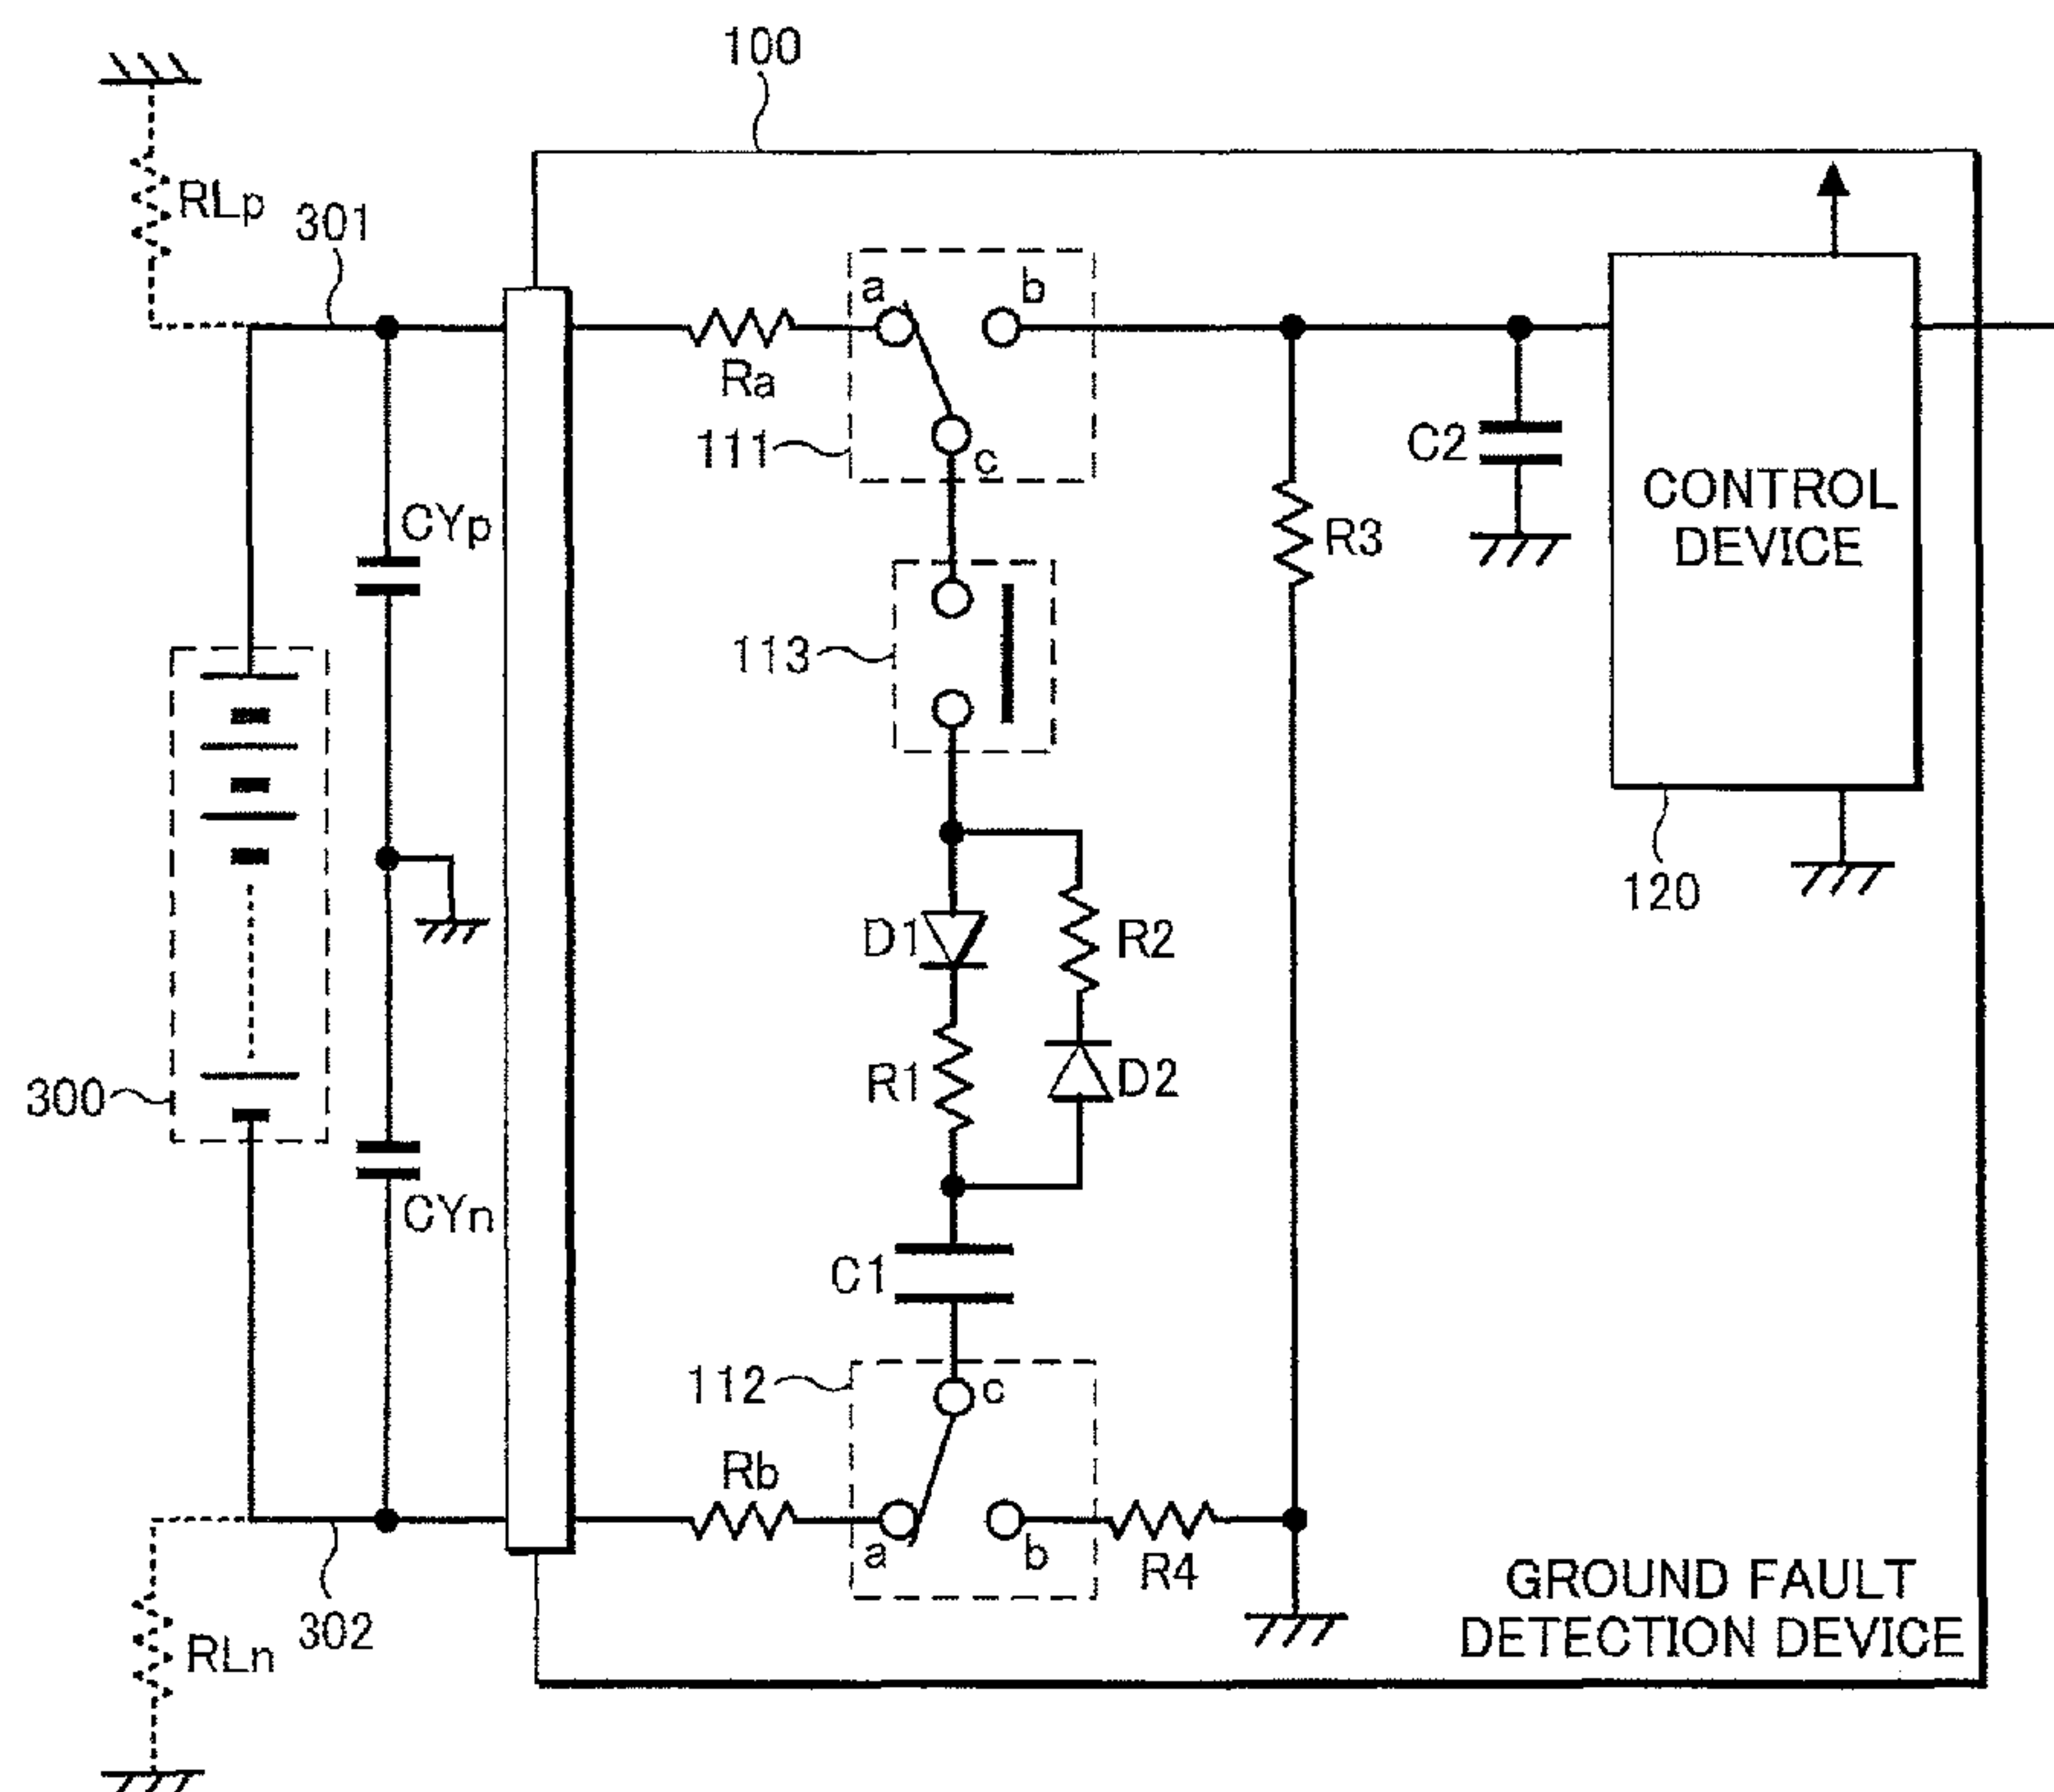 100
RLp
301
a
b
Ra
111
c
C2
CONTROL
DEVICE
CYp
R3
113
120
D1
R2
R1
D2
300
CYn
C1
112
c
Rb
a
b
R4
302
RLn
GROUND FAULT
DETECTION DEVICE